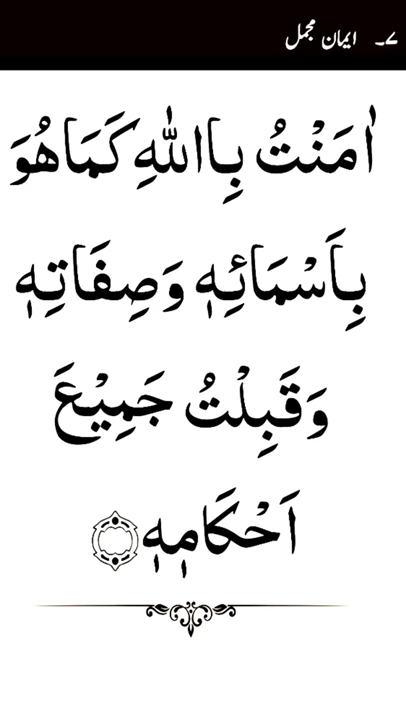 ۷۔ ایمان مجمل
اٰمَنْتُ بِاللّٰهِ كَمَا هُوَ
بِاَسْمَائِهٖ وَصِفَاتِهٖ
وَقَبِلْتُ جَمِيْعَ
اَحْكَامِهٖ